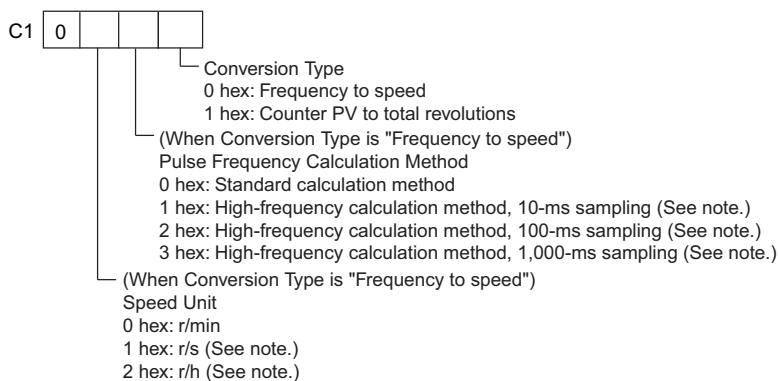 C1 0
Conversion Type
0 hex: Frequency to speed
1 hex: Counter PV to total revolutions
(When Conversion Type is "Frequency to speed")
Pulse Frequency Calculation Method
0 hex: Standard calculation method
1 hex: High-frequency calculation method, 10-ms sampling (See note.)
2 hex: High-frequency calculation method, 100-ms sampling (See note.)
3 hex: High-frequency calculation method, 1,000-ms sampling (See note.)
(When Conversion Type is "Frequency to speed")
Speed Unit
0 hex: r/min
1 hex: r/s (See note.)
2 hex: r/h (See note.)